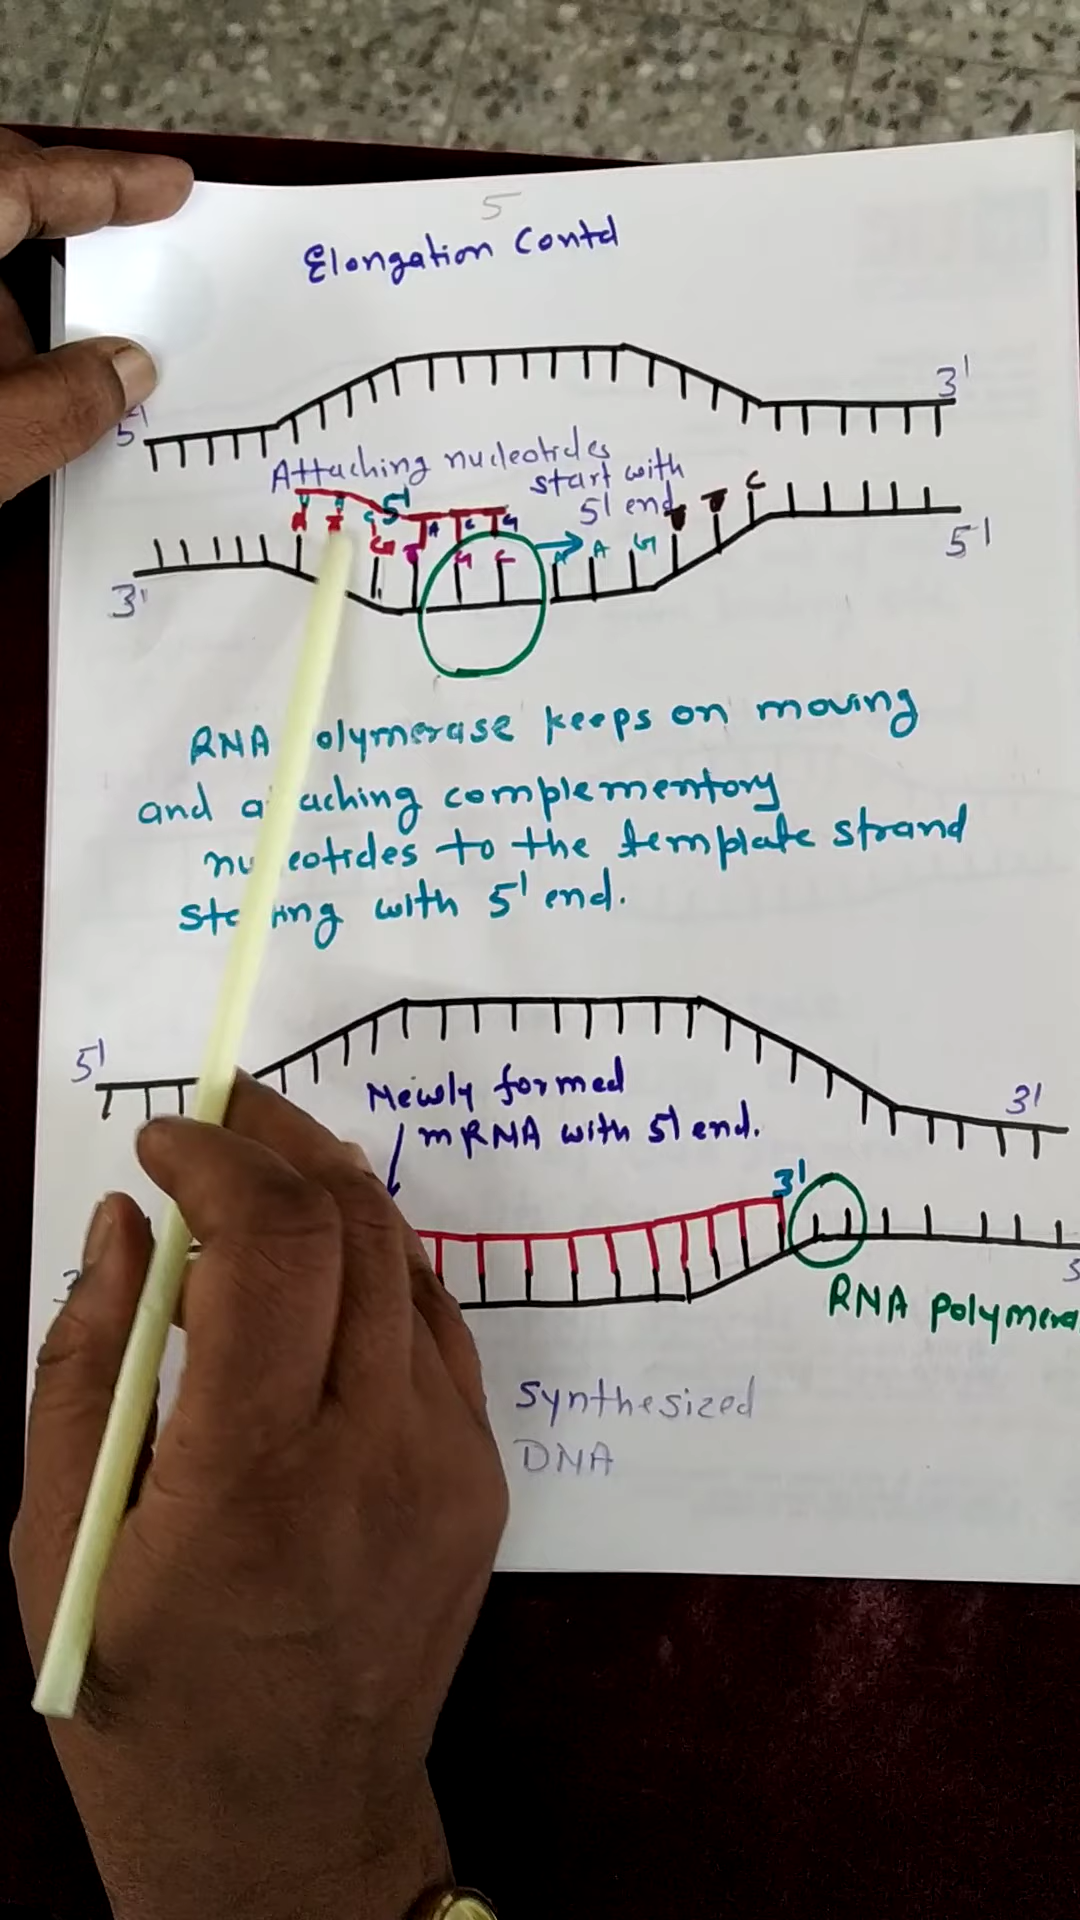 5
Elongation Contd
3'
5'
Attaching nucleotides
start with
5' end
5'
C
A C G
G T G C A A G
3'
5'
RNA olymerase keeps on moving
and a aching complementory
nu eotides to the template strand
sta ing with 5' end.
5'
Newly formed
mRNA with 5' end.
3'
3'
RNA Polymera
Synthesized
DNA